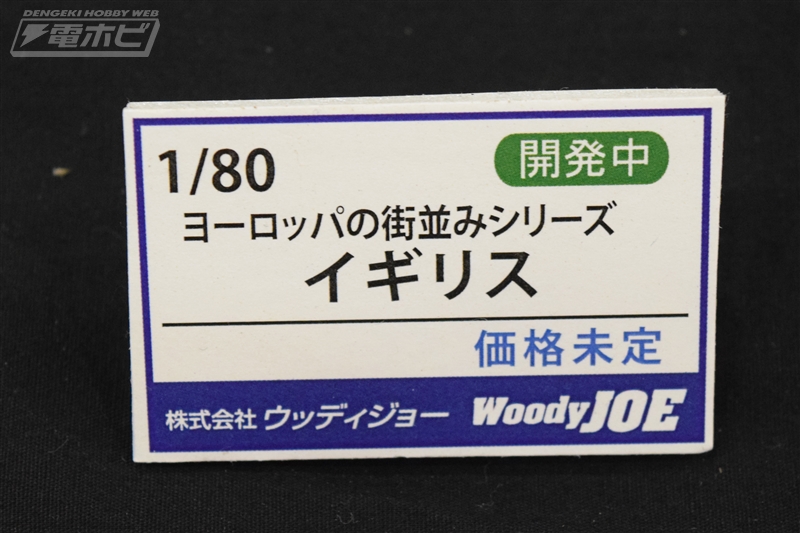 DENGEKI HOBBY WEB
電ホビ
1/80
開発中
ヨーロッパの街並みシリーズ
イギリス
価格未定
株式会社 ウッディジョー Woody JOE